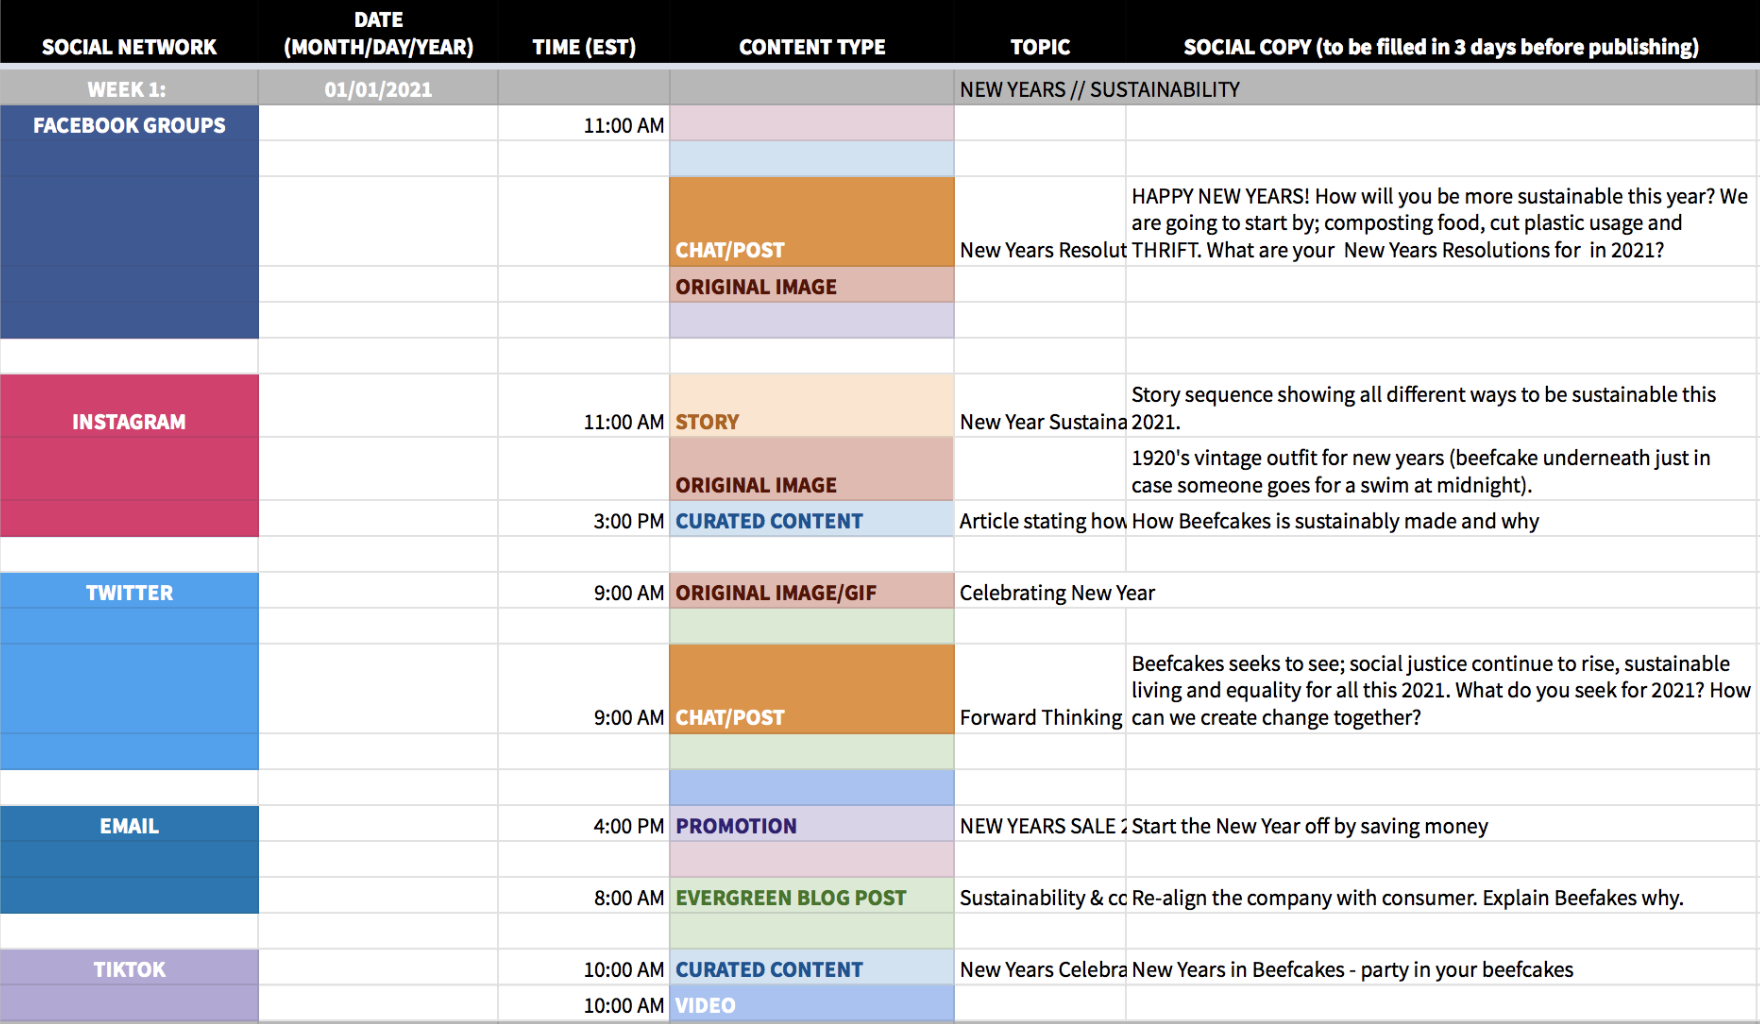 SOCIAL NETWORK
DATE
(MONTH/DAY/YEAR)
TIME (EST)
CONTENT TYPE
TOPIC
SOCIAL COPY (to be filled in 3 days before publishing)
WEEK 1:
01/01/2021
NEW YEARS // SUSTAINABILITY
FACEBOOK GROUPS
11:00 AM
CHAT/POST
New Years Resolut
HAPPY NEW YEARS! How will you be more sustainable this year? We
are going to start by; composting food, cut plastic usage and
THRIFT. What are your  New Years Resolutions for  in 2021?
ORIGINAL IMAGE
INSTAGRAM
11:00 AM
STORY
New Year Sustaina
Story sequence showing all different ways to be sustainable this
2021.
ORIGINAL IMAGE
1920's vintage outfit for new years (beefcake underneath just in
case someone goes for a swim at midnight).
3:00 PM
CURATED CONTENT
Article stating how
How Beefcakes is sustainably made and why
TWITTER
9:00 AM
ORIGINAL IMAGE/GIF
Celebrating New Year
9:00 AM
CHAT/POST
Forward Thinking
Beefcakes seeks to see; social justice continue to rise, sustainable
living and equality for all this 2021. What do you seek for 2021? How
can we create change together?
EMAIL
4:00 PM
PROMOTION
NEW YEARS SALE 2
Start the New Year off by saving money
8:00 AM
EVERGREEN BLOG POST
Sustainability & co
Re-align the company with consumer. Explain Beefakes why.
TIKTOK
10:00 AM
CURATED CONTENT
New Years Celebra
New Years in Beefcakes - party in your beefcakes
10:00 AM
VIDEO